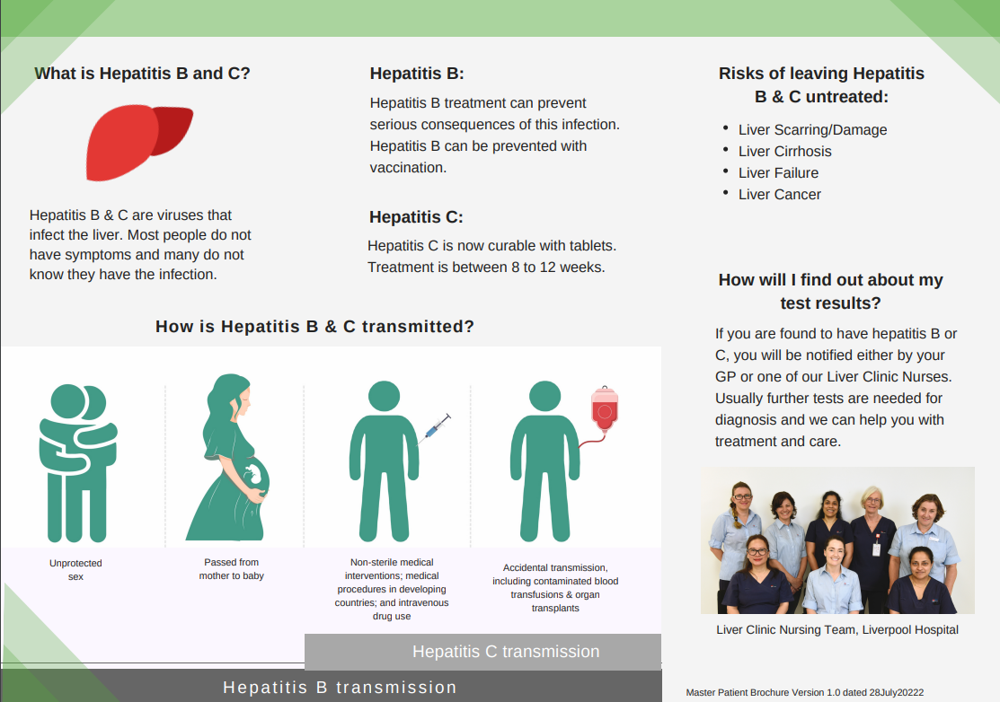 What is Hepatitis B and C?
Hepatitis B & C are viruses that
infect the liver. Most people do not
have symptoms and many do not
know they have the infection.
Hepatitis B:
Hepatitis B treatment can prevent
serious consequences of this infection.
Hepatitis B can be prevented with
vaccination.
Hepatitis C:
Hepatitis C is now curable with tablets.
Treatment is between 8 to 12 weeks.
How is Hepatitis B & C transmitted?
Unprotected
sex
Passed from
mother to baby
Non-sterile medical
interventions; medical
procedures in developing
countries; and intravenous
drug use
Accidental transmission,
including contaminated blood
transfusions & organ
transplants
Hepatitis C transmission
Hepatitis B transmission
Risks of leaving Hepatitis
B & C untreated:
• Liver Scarring/Damage
• Liver Cirrhosis
• Liver Failure
• Liver Cancer
How will I find out about my
test results?
If you are found to have hepatitis B or
C, you will be notified either by your
GP or one of our Liver Clinic Nurses.
Usually further tests are needed for
diagnosis and we can help you with
treatment and care.
Liver Clinic Nursing Team, Liverpool Hospital
Master Patient Brochure Version 1.0 dated 28July20222